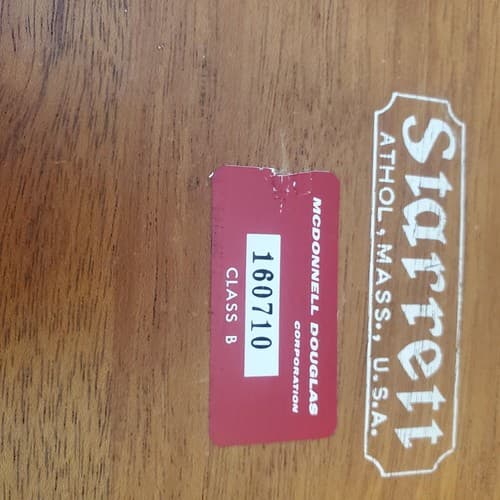 Starrett
ATHOL, MASS., U.S.A.
MCDONNELL DOUGLAS
CORPORATION
160710
CLASS B